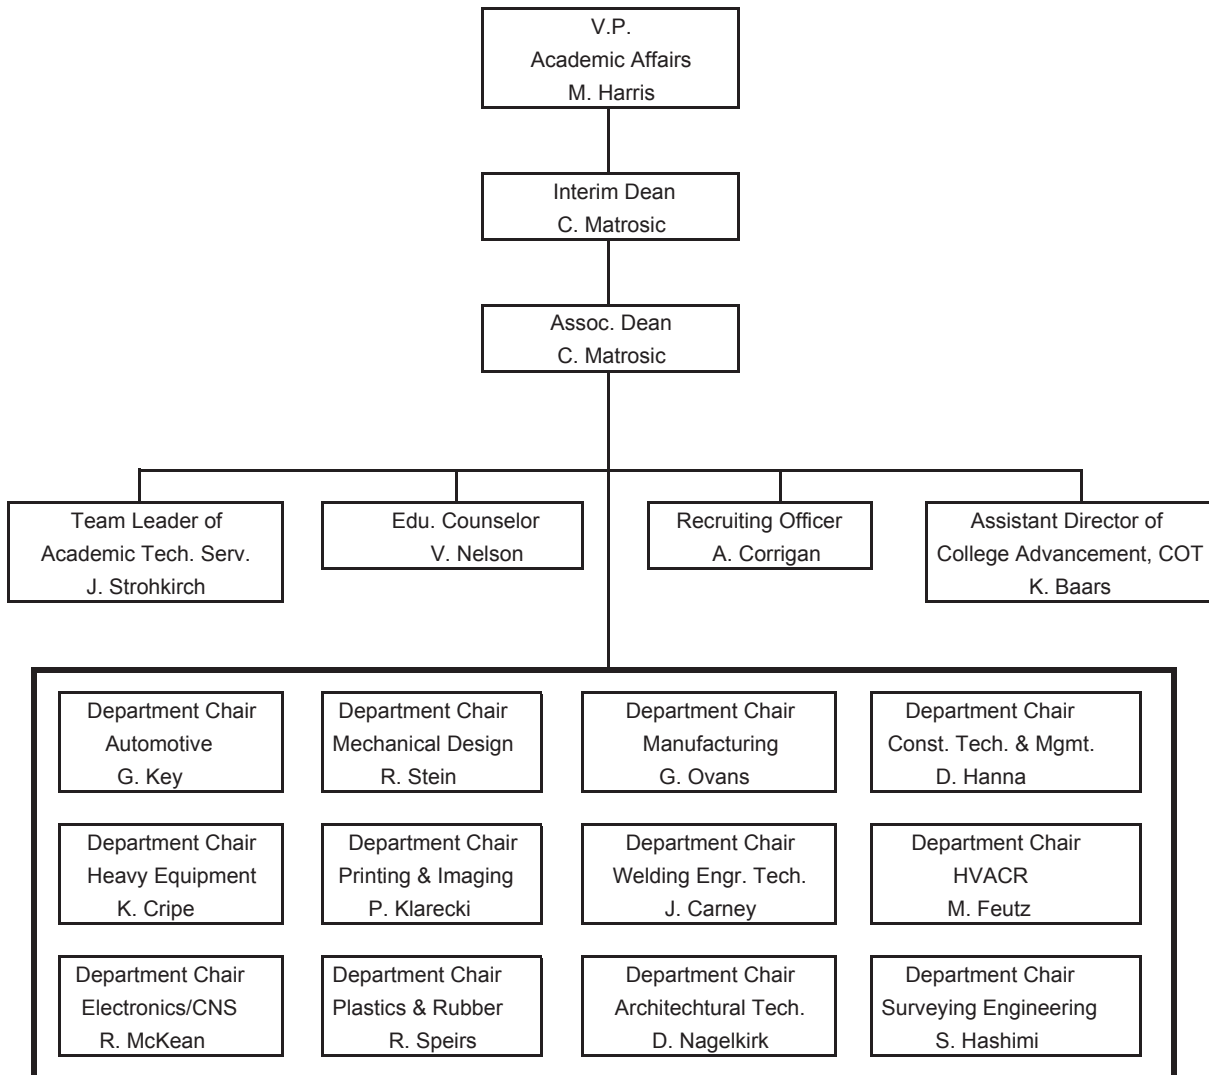 V.P.
Academic Affairs
M. Harris
Interim Dean
C. Matrosic
Assoc. Dean
C. Matrosic
Team Leader of
Academic Tech. Serv.
J. Strohkirch
Edu. Counselor
V. Nelson
Recruiting Officer
A. Corrigan
Assistant Director of
College Advancement, COT
K. Baars
Department Chair
Automotive
G. Key
Department Chair
Mechanical Design
R. Stein
Department Chair
Manufacturing
G. Ovans
Department Chair
Const. Tech. & Mgmt.
D. Hanna
Department Chair
Heavy Equipment
K. Cripe
Department Chair
Printing & Imaging
P. Klarecki
Department Chair
Welding Engr. Tech.
J. Carney
Department Chair
HVACR
M. Feutz
Department Chair
Electronics/CNS
R. McKean
Department Chair
Plastics & Rubber
R. Speirs
Department Chair
Architechtural Tech.
D. Nagelkirk
Department Chair
Surveying Engineering
S. Hashimi